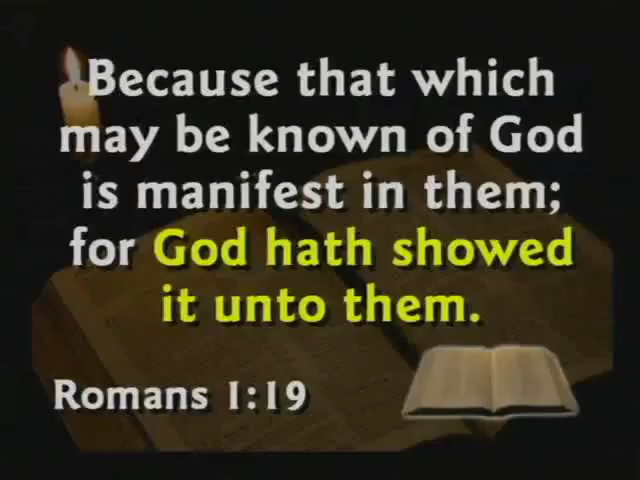 Because that which
may be known of God
is manifest in them;
for God hath showed
it unto them.
Romans 1:19